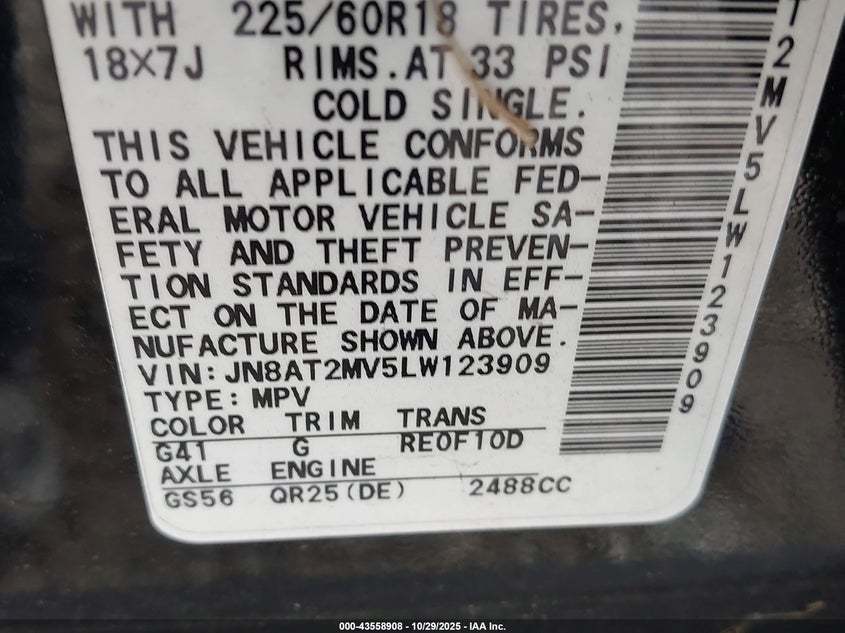 WITH 225/60R18 TIRES,
18×7J RIMS.AT 33 PSI
COLD SINGLE.
THIS VEHICLE CONFORMS
TO ALL APPLICABLE FED-
ERAL MOTOR VEHICLE SA-
FETY AND THEFT PREVEN-
TION STANDARDS IN EFF-
ECT ON THE DATE OF MA-
NUFACTURE SHOWN ABOVE.
VIN:JN8AT2MV5LW123909
TYPE:MPV
COLOR TRIM TRANS
G41 G RE0F10D
AXLE ENGINE
GS56 QR25(DE) 2488CC
T2MV5LW123909
000-43558908 - 10/29/2025 - IAA Inc.